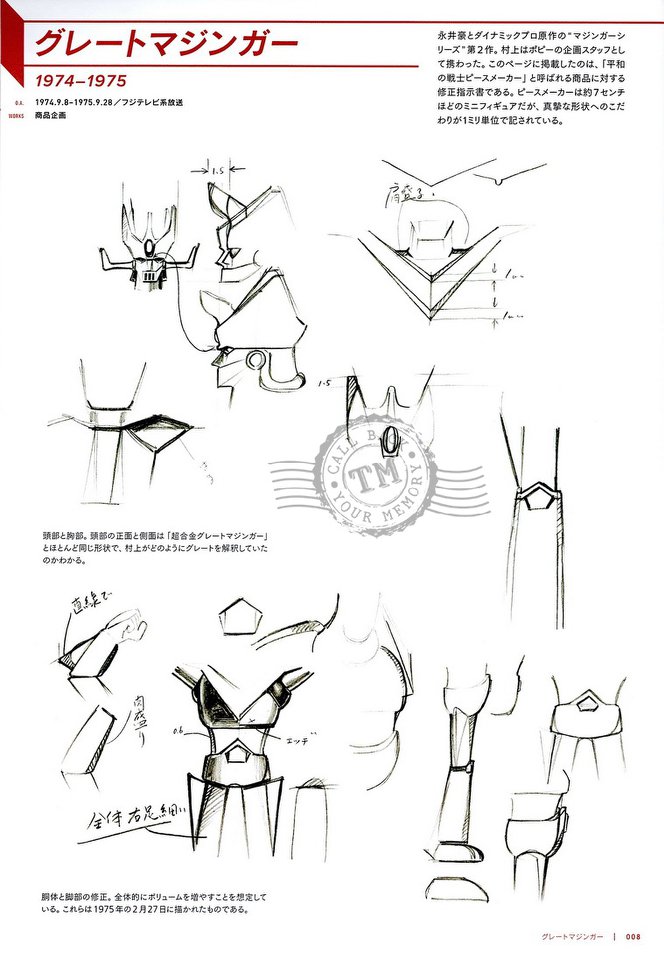 グレートマジンガー
1974–1975
O.A. 1974.9.8–1975.9.28／フジテレビ系放送
WORKS 商品企画
永井豪とダイナミックプロ原作の“マジンガーシ
リーズ”第2作。村上はポピーの企画スタッフとし
て携わった。このページに掲載したのは、「平和
の戦士ピースメーカー」と呼ばれる商品に対する
修正指示書である。ピースメーカーは約7センチ
ほどのミニフィギュアだが、真摯な形状へのこだ
わりが1ミリ単位で記されている。
1.5
肩盛る
1.5
CALL BACK
TM
YOUR MEMORY
頭部と胸部。頭部の正面と側面は「超合金グレートマジンガー」
とほとんど同じ形状で、村上がどのようにグレートを解釈していた
のかわかる。
直線で
肉盛り
0.6
エッヂ
全体 右足細い
胴体と脚部の修正。全体的にボリュームを増やすことを想定して
いる。これらは1975年の2月27日に描かれたものである。
グレートマジンガー | 008